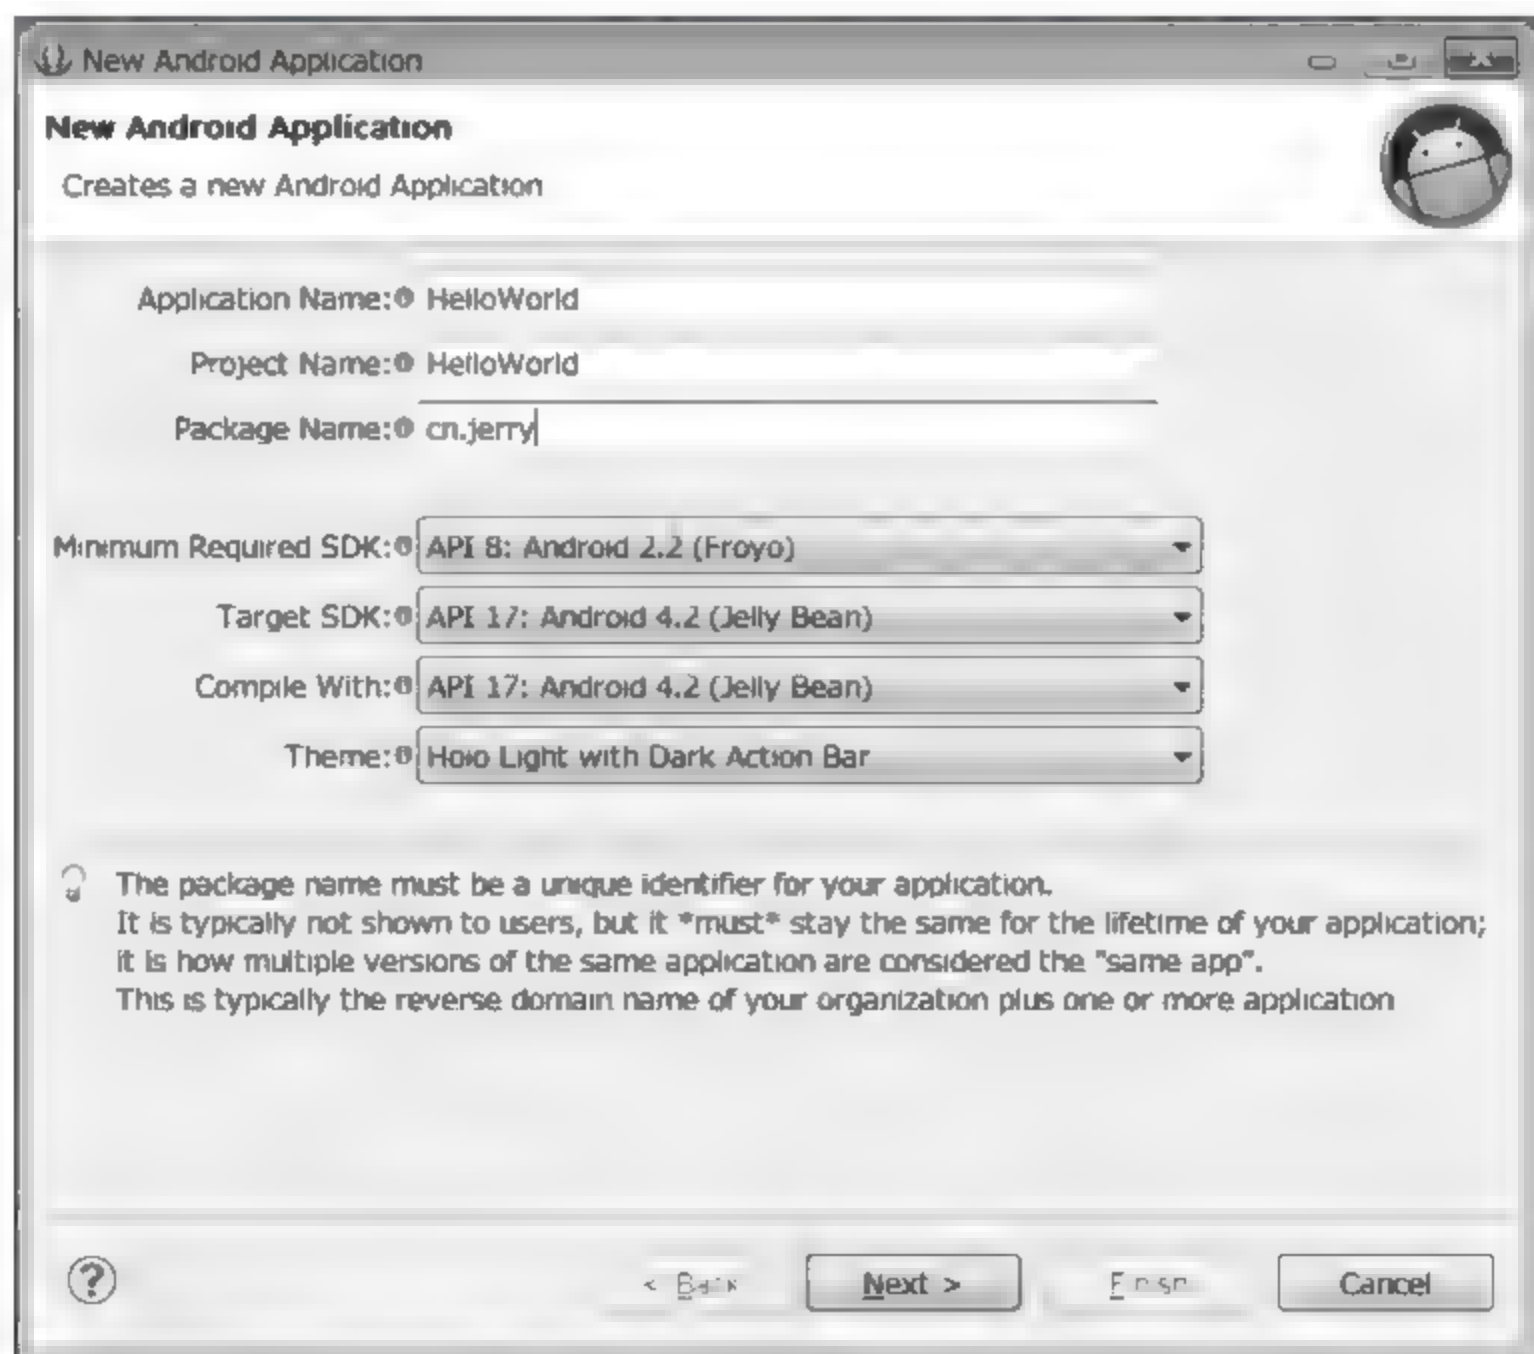 New Android Application
New Android Application
Creates a new Android Application
Application Name: HelloWorld
Project Name: HelloWorld
Package Name: cn.jerry
Minimum Required SDK: API 8: Android 2.2 (Froyo)
Target SDK: API 17: Android 4.2 (Jelly Bean)
Compile With: API 17: Android 4.2 (Jelly Bean)
Theme: Holo Light with Dark Action Bar
The package name must be a unique identifier for your application.
It is typically not shown to users, but it *must* stay the same for the lifetime of your application;
it is how multiple versions of the same application are considered the "same app".
This is typically the reverse domain name of your organization plus one or more application
? < Back Next > Finish Cancel